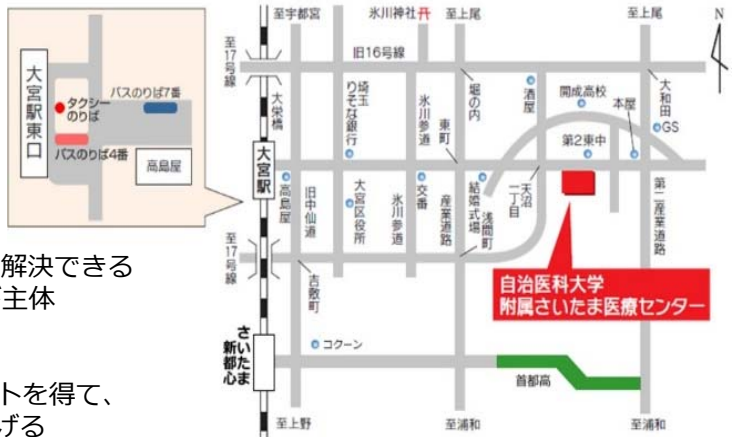 大宮駅東口
タクシー
のりば
バスのりば7番
バスのりば4番
高島屋
解決できる
主体
トを得て、
げる
至宇都宮
氷川神社
至上尾
至上尾
N
至17号線
旧16号線
大栄橋
埼玉りそな銀行
氷川参道
東町
堀の内
酒屋
開成高校
本屋
大和田
GS
第2東中
大宮駅
高島屋
旧中仙道
大宮区役所
氷川参道
交番
産業道路
結婚式場
浅間町
天沼一丁目
第二産業道路
至17号線
吉敷町
自治医科大学
附属さいたま医療センター
さいたま
新都心
コクーン
首都高
至上野
至浦和
至浦和